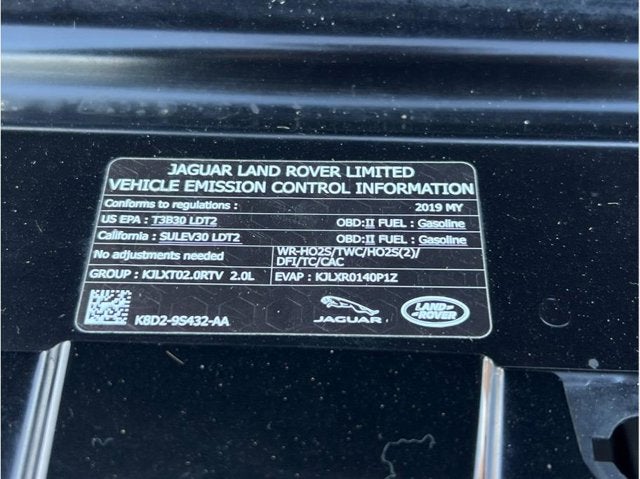 JAGUAR LAND ROVER LIMITED
VEHICLE EMISSION CONTROL INFORMATION
Conforms to regulations : 2019 MY
US EPA : T3B30 LDT2 OBD:II FUEL : Gasoline
California : SULEV30 LDT2 OBD:II FUEL : Gasoline
No adjustments needed WR-HO2S/TWC/HO2S(2)/
DFI/TC/CAC
GROUP : KJLXT02.0RTV 2.0L EVAP : KJLXR0140P1Z
K8D2-9S432-AA JAGUAR LAND ROVER